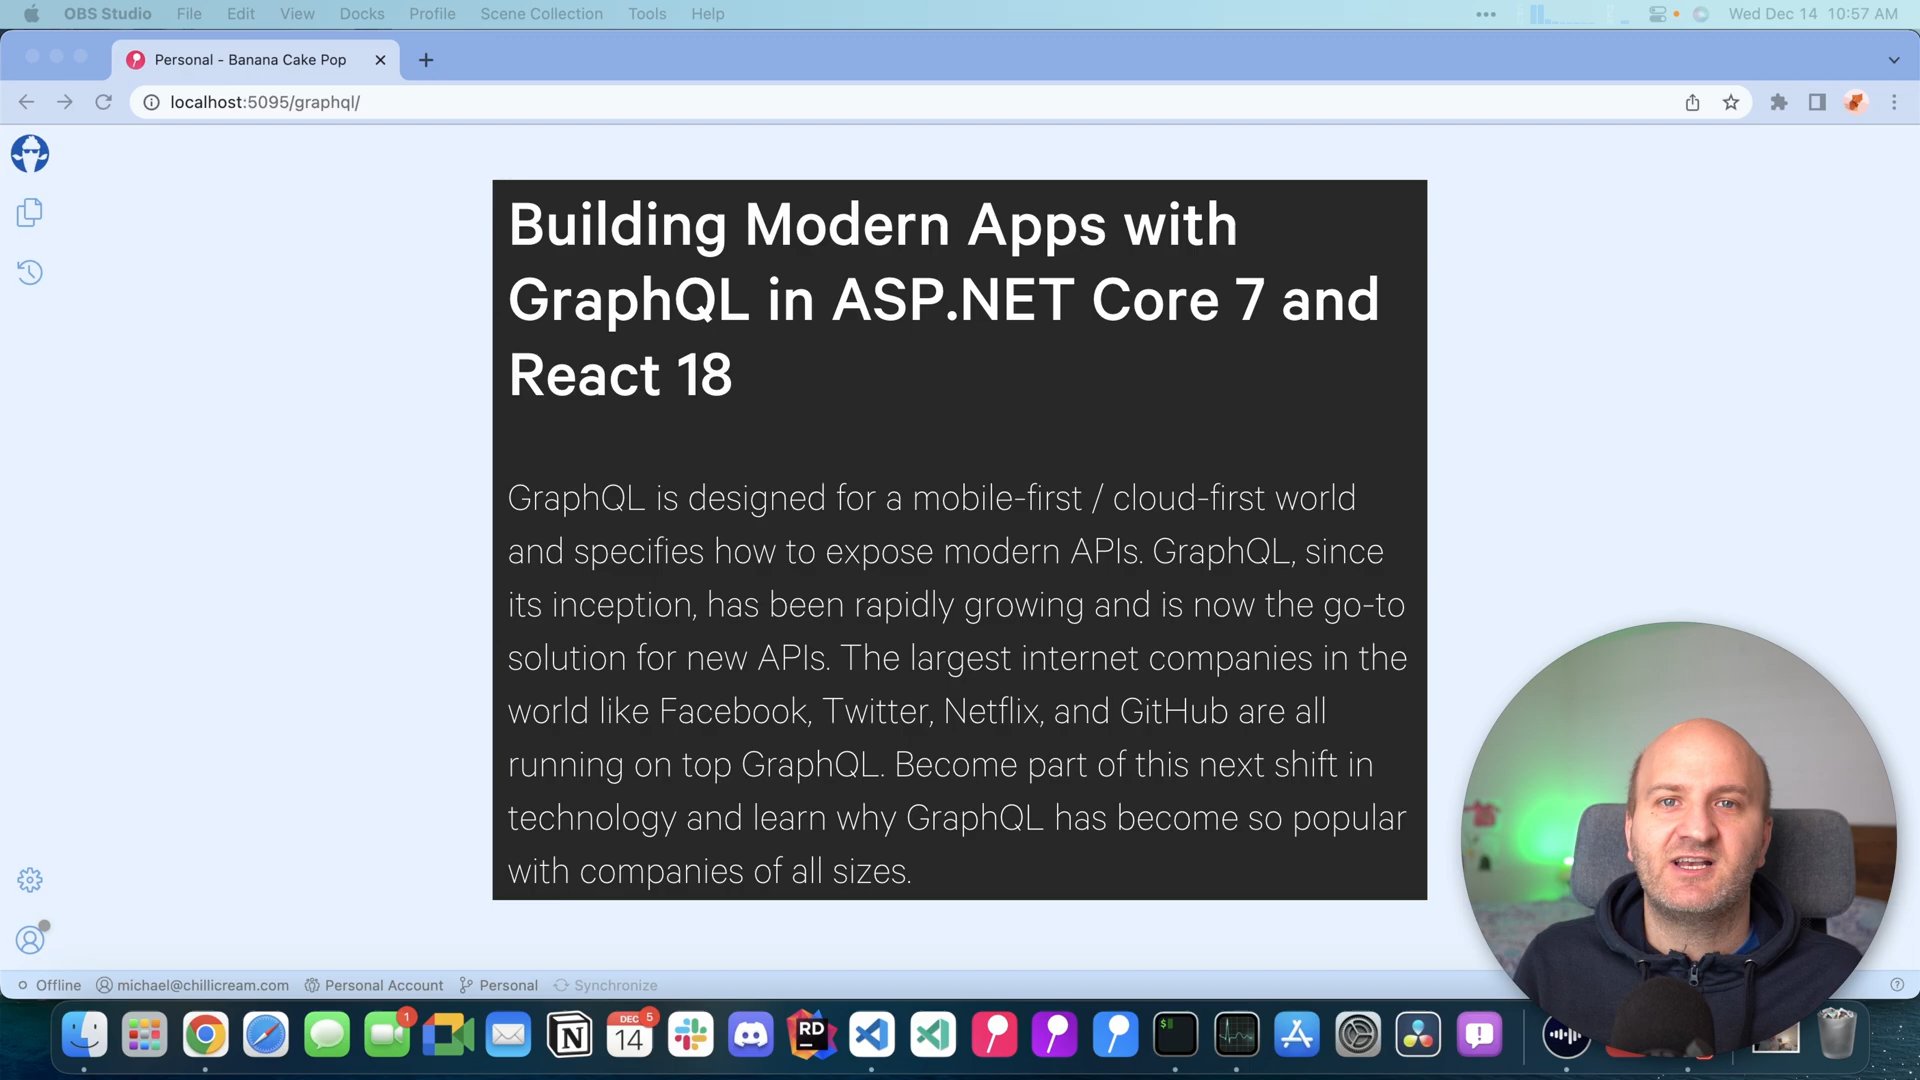 OBS Studio File Edit View Docks Profile Scene Collection Tools Help ••• Wed Dec 14 10:57 AM
Personal - Banana Cake Pop
localhost:5095/graphql/
Building Modern Apps with
GraphQL in ASP.NET Core 7 and
React 18
GraphQL is designed for a mobile-first / cloud-first world
and specifies how to expose modern APIs. GraphQL, since
its inception, has been rapidly growing and is now the go-to
solution for new APIs. The largest internet companies in the
world like Facebook, Twitter, Netflix, and GitHub are all
running on top GraphQL. Become part of this next shift in
technology and learn why GraphQL has become so popular
with companies of all sizes.
Offline michael@chillicream.com Personal Account Personal Synchronize
1 DEC 5 14 RD $